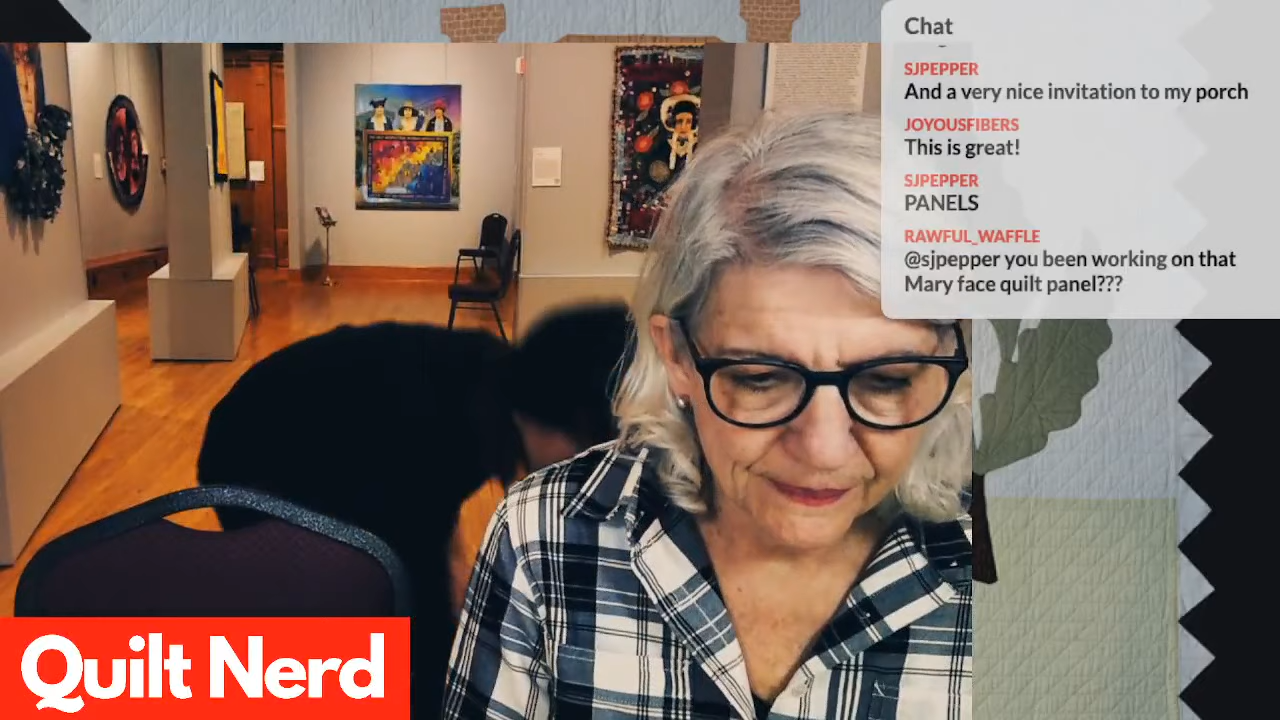 Chat
SJPEPPER
And a very nice invitation to my porch
JOYOUSFIBERS
This is great!
SJPEPPER
PANELS
RAWFUL_WAFFLE
@sjpepper you been working on that
Mary face quilt panel???
Quilt Nerd